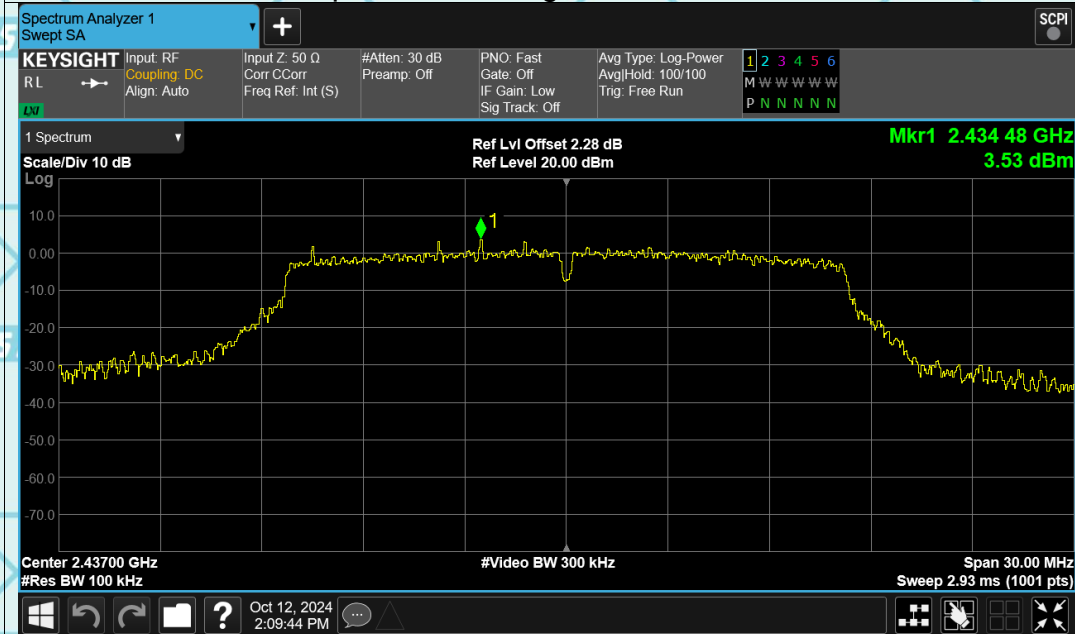 Spectrum Analyzer 1
Swept SA
+
SCPI
KEYSIGHT
R L
LXI
Input: RF
Coupling: DC
Align: Auto
Input Z: 50 Ω
Corr CCorr
Freq Ref: Int (S)
#Atten: 30 dB
Preamp: Off
PNO: Fast
Gate: Off
IF Gain: Low
Sig Track: Off
Avg Type: Log-Power
Avg|Hold: 100/100
Trig: Free Run
1 2 3 4 5 6
M W W W W W
P N N N N N
1 Spectrum
Scale/Div 10 dB
Log
Ref Lvl Offset 2.28 dB
Ref Level 20.00 dBm
Mkr1 2.434 48 GHz
3.53 dBm
1
10.0
0.00
-10.0
-20.0
-30.0
-40.0
-50.0
-60.0
-70.0
Center 2.43700 GHz
#Res BW 100 kHz
#Video BW 300 kHz
Span 30.00 MHz
Sweep 2.93 ms (1001 pts)
?
Oct 12, 2024
2:09:44 PM